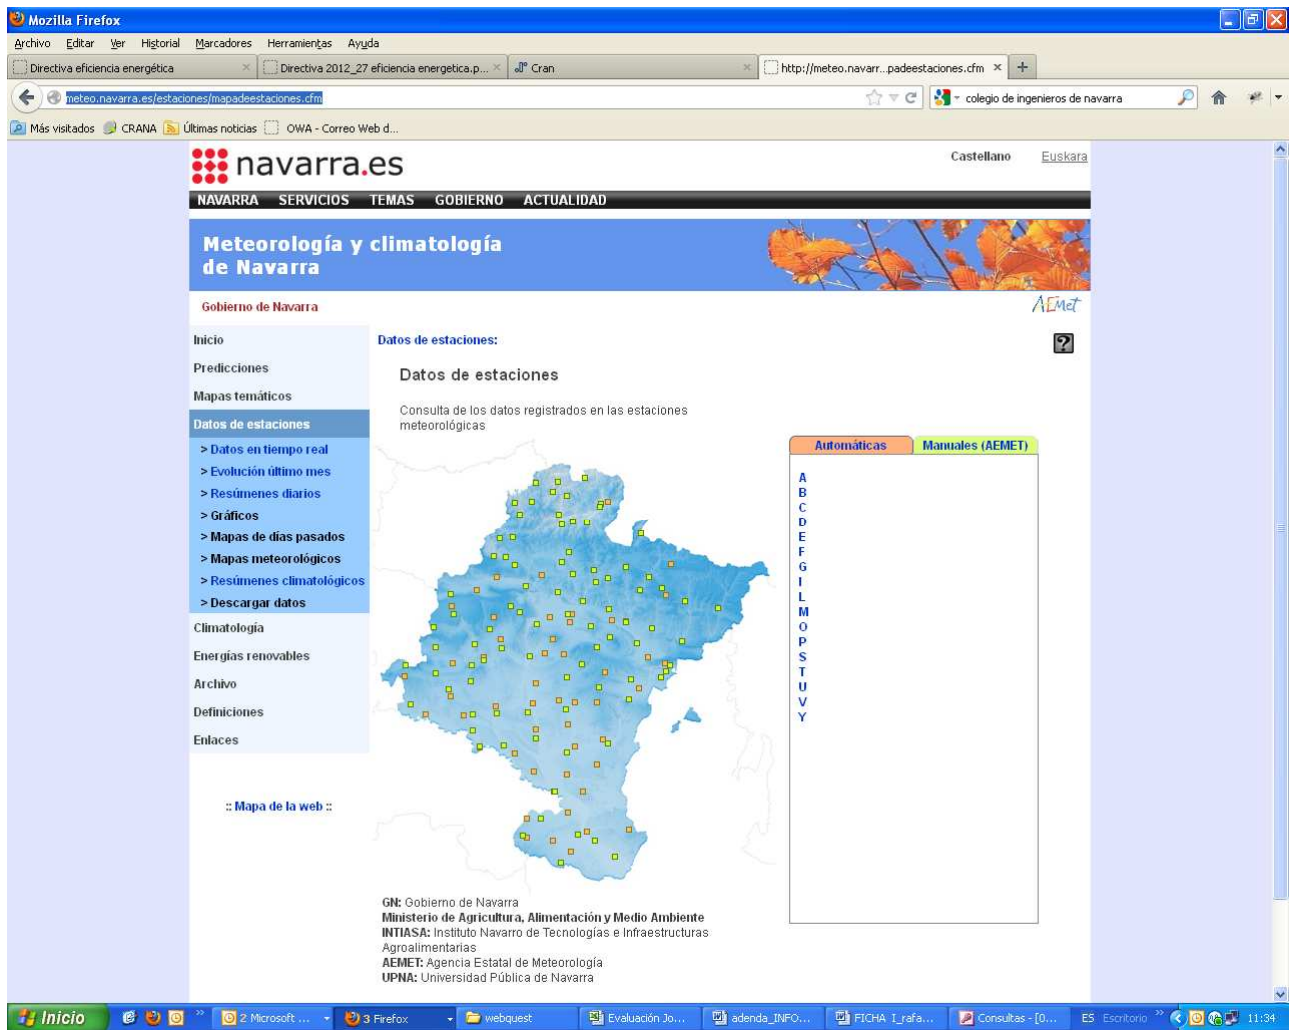 Mozilla Firefox
Archivo Editar Ver Historial Marcadores Herramientas Ayuda
Directiva eficiencia energética
Directiva 2012_27 eficiencia energetica.p...
Cran
http://meteo.navarr...padeestaciones.cfm
meteo.navarra.es/estaciones/mapadeestaciones.cfm
colegio de ingenieros de navarra
Más visitados CRANA Últimas noticias OWA - Correo Web d...
navarra.es
Castellano Euskara
NAVARRA SERVICIOS TEMAS GOBIERNO ACTUALIDAD
Meteorología y climatología
de Navarra
Gobierno de Navarra
AEMet
Inicio
Predicciones
Mapas temáticos
Datos de estaciones
> Datos en tiempo real
> Evolución último mes
> Resúmenes diarios
> Gráficos
> Mapas de días pasados
> Mapas meteorológicos
> Resúmenes climatológicos
> Descargar datos
Climatología
Energías renovables
Archivo
Definiciones
Enlaces
:: Mapa de la web ::
Datos de estaciones:
?
Datos de estaciones
Consulta de los datos registrados en las estaciones
meteorológicas
Automáticas Manuales (AEMET)
A
B
C
D
E
F
G
I
L
M
O
P
S
T
U
V
Y
GN: Gobierno de Navarra
Ministerio de Agricultura, Alimentación y Medio Ambiente
INTIASA: Instituto Navarro de Tecnologías e Infraestructuras
Agroalimentarias
AEMET: Agencia Estatal de Meteorología
UPNA: Universidad Pública de Navarra
Inicio
2 Microsoft ...
3 Firefox
webquest
Evaluación Jo...
adenda_INFO...
FICHA I_rafa...
Consultas - [0...
ES Escritorio
11:34